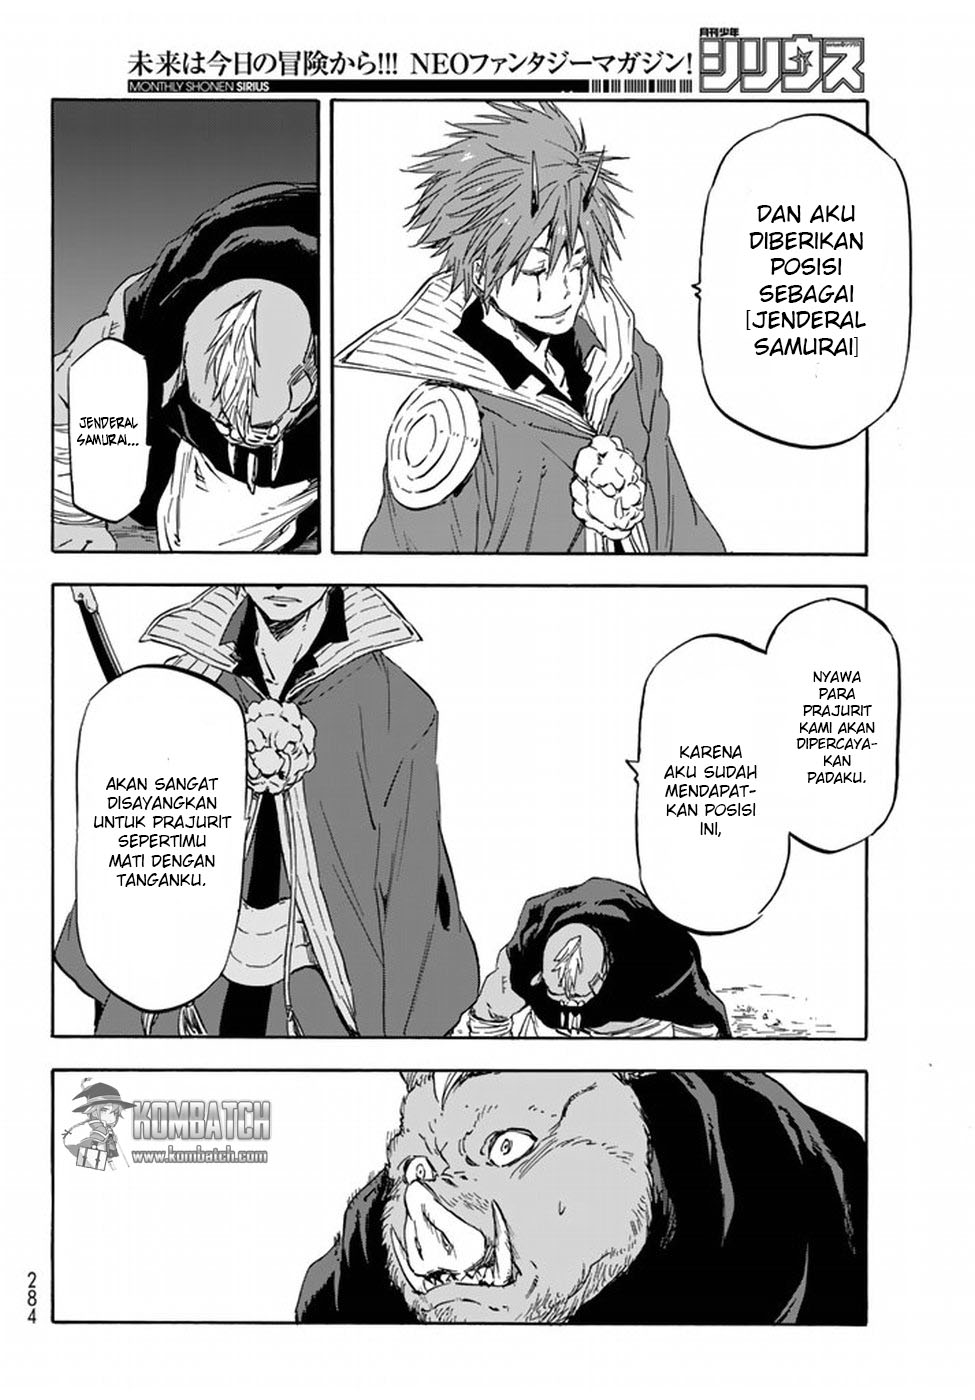 未来は今日の冒険から!!! NEOファンタジーマガジン!
月刊少年
シリウス
MONTHLY SHONEN SIRIUS
DAN AKU
DIBERIKAN
POSISI
SEBAGAI
[JENDERAL
SAMURAI]
JENDERAL
SAMURAI...
NYAWA
PARA
PRAJURIT
KAMI AKAN
DIPERCAYA-
KAN
PADAKU.
KARENA
AKU SUDAH
MENDAPAT-
KAN POSISI
INI,
AKAN SANGAT
DISAYANGKAN
UNTUK PRAJURIT
SEPERTIMU
MATI DENGAN
TANGANKU.
KOMBATCH
www.kombatch.com
284